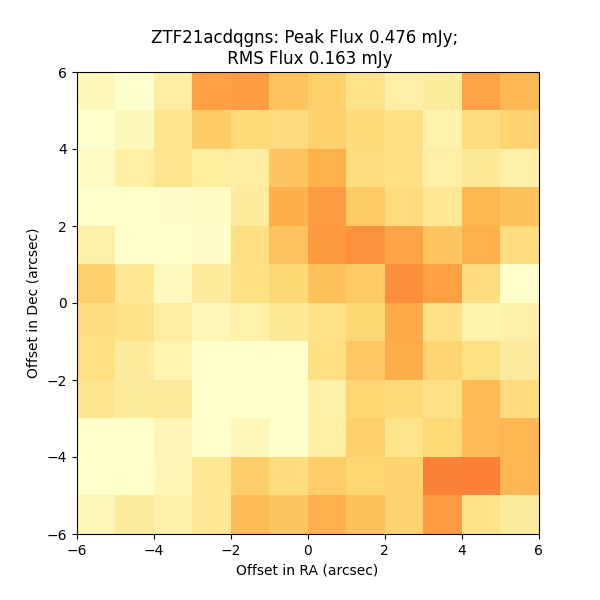 ZTF21acdqgns: Peak Flux 0.476 mJy;
RMS Flux 0.163 mJy
6
4
2
0
−2
−4
−6
Offset in Dec (arcsec)
−6 −4 −2 0 2 4 6
Offset in RA (arcsec)